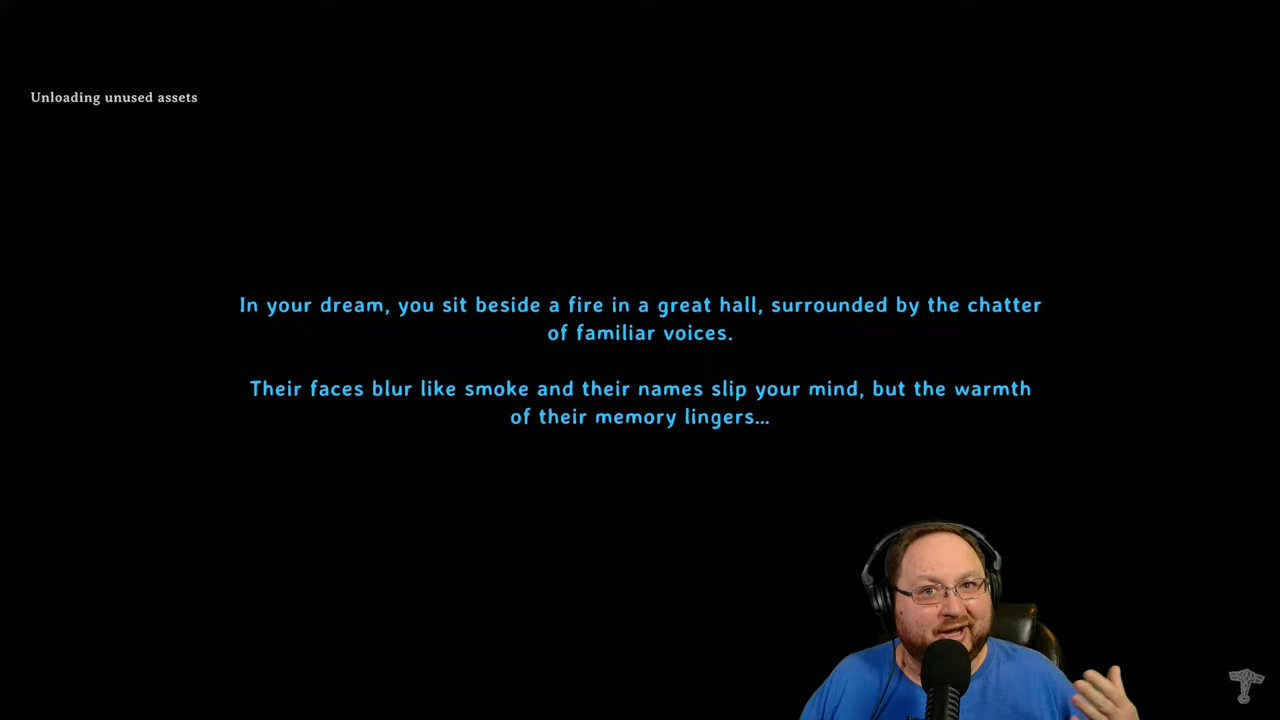 Unloading unused assets
In your dream, you sit beside a fire in a great hall, surrounded by the chatter
of familiar voices.
Their faces blur like smoke and their names slip your mind, but the warmth
of their memory lingers...